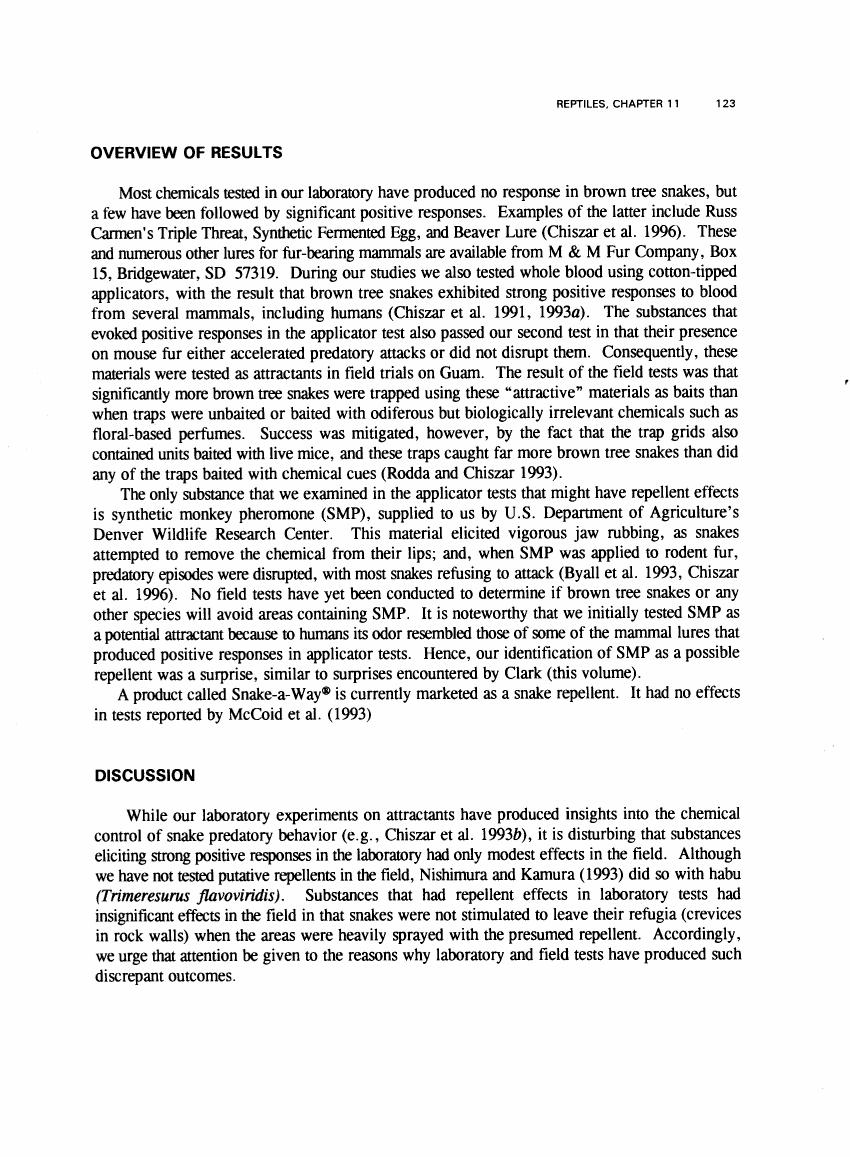 REPTILES, CHAPTER 11 123
OVERVIEW OF RESULTS
Most chemicals tested in our laboratory have produced no response in brown tree snakes, but
a few have been followed by significant positive responses. Examples of the latter include Russ
Carmen's Triple Threat, Synthetic Fermented Egg, and Beaver Lure (Chiszar et al. 1996). These
and numerous other lures for fur-bearing mammals are available from M & M Fur Company, Box
15, Bridgewater, SD 57319. During our studies we also tested whole blood using cotton-tipped
applicators, with the result that brown tree snakes exhibited strong positive responses to blood
from several mammals, including humans (Chiszar et al. 1991, 1993a). The substances that
evoked positive responses in the applicator test also passed our second test in that their presence
on mouse fur either accelerated predatory attacks or did not disrupt them. Consequently, these
materials were tested as attractants in field trials on Guam. The result of the field tests was that
significantly more brown tree snakes were trapped using these “attractive” materials as baits than
when traps were unbaited or baited with odiferous but biologically irrelevant chemicals such as
floral-based perfumes. Success was mitigated, however, by the fact that the trap grids also
contained units baited with live mice, and these traps caught far more brown tree snakes than did
any of the traps baited with chemical cues (Rodda and Chiszar 1993).
The only substance that we examined in the applicator tests that might have repellent effects
is synthetic monkey pheromone (SMP), supplied to us by U.S. Department of Agriculture's
Denver Wildlife Research Center. This material elicited vigorous jaw rubbing, as snakes
attempted to remove the chemical from their lips; and, when SMP was applied to rodent fur,
predatory episodes were disrupted, with most snakes refusing to attack (Byall et al. 1993, Chiszar
et al. 1996). No field tests have yet been conducted to determine if brown tree snakes or any
other species will avoid areas containing SMP. It is noteworthy that we initially tested SMP as
a potential attractant because to humans its odor resembled those of some of the mammal lures that
produced positive responses in applicator tests. Hence, our identification of SMP as a possible
repellent was a surprise, similar to surprises encountered by Clark (this volume).
A product called Snake-a-Way® is currently marketed as a snake repellent. It had no effects
in tests reported by McCoid et al. (1993)
DISCUSSION
While our laboratory experiments on attractants have produced insights into the chemical
control of snake predatory behavior (e.g., Chiszar et al. 1993b), it is disturbing that substances
eliciting strong positive responses in the laboratory had only modest effects in the field. Although
we have not tested putative repellents in the field, Nishimura and Kamura (1993) did so with habu
(Trimeresurus flavoviridis). Substances that had repellent effects in laboratory tests had
insignificant effects in the field in that snakes were not stimulated to leave their refugia (crevices
in rock walls) when the areas were heavily sprayed with the presumed repellent. Accordingly,
we urge that attention be given to the reasons why laboratory and field tests have produced such
discrepant outcomes.